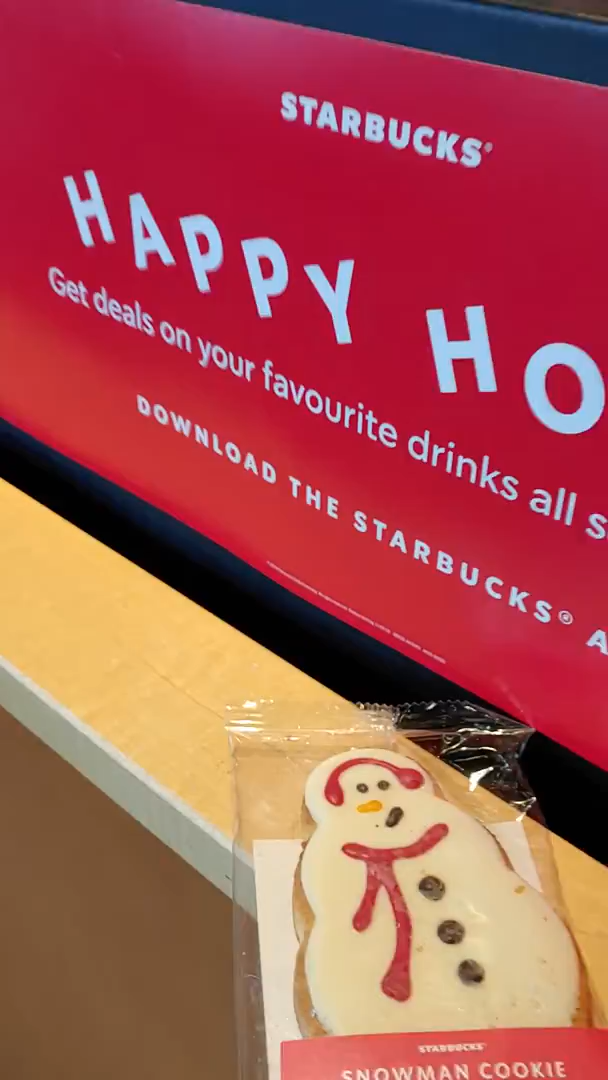 STARBUCKS®
HAPPY HO
Get deals on your favourite drinks all s
DOWNLOAD THE STARBUCKS® A
STARBUCKS®
SNOWMAN COOKIE